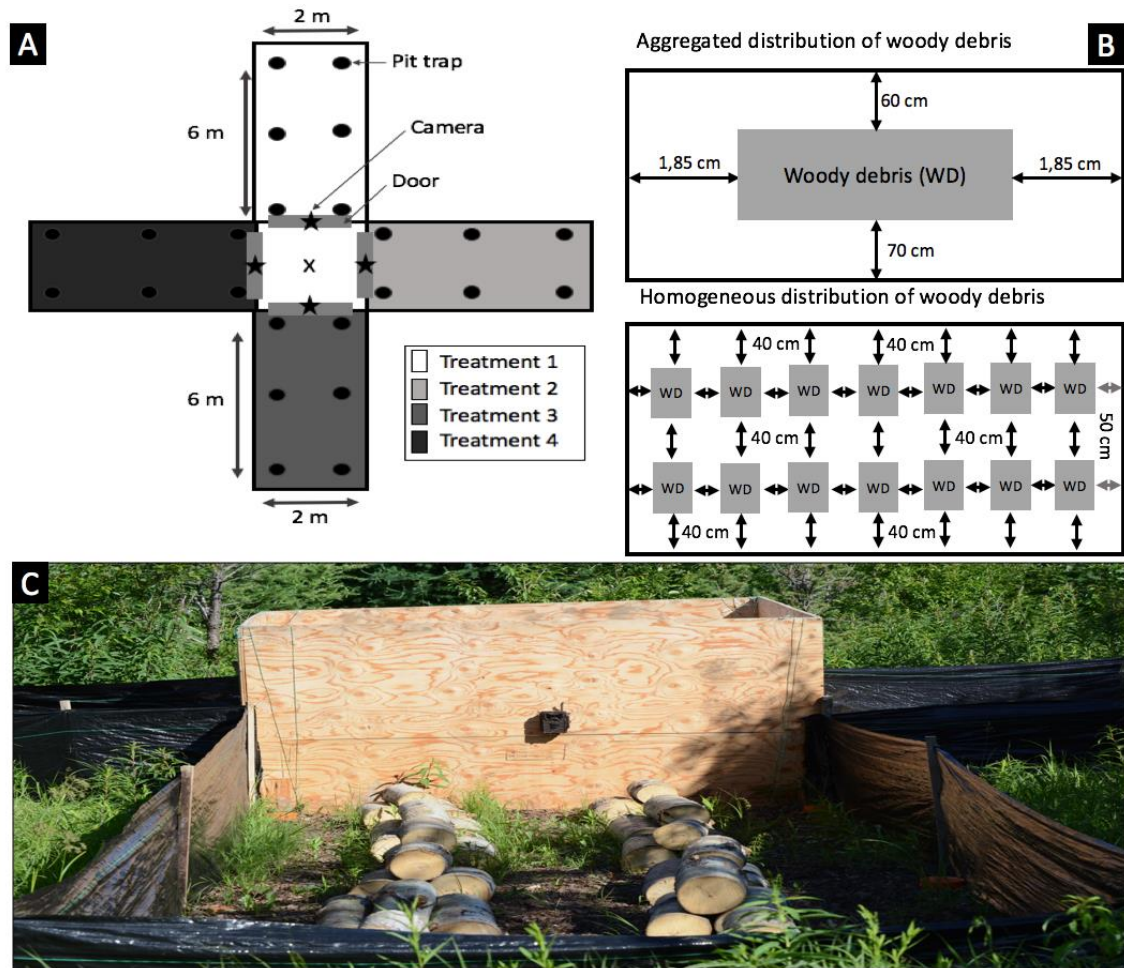 A
2 m
Pit trap
Camera
6 m
Door
X
6 m
Treatment 1
Treatment 2
Treatment 3
Treatment 4
2 m
B
Aggregated distribution of woody debris
60 cm
1,85 cm
Woody debris (WD)
1,85 cm
70 cm
Homogeneous distribution of woody debris
40 cm
40 cm
WD
WD
WD
WD
WD
WD
WD
40 cm
40 cm
50 cm
WD
WD
WD
WD
WD
WD
WD
40 cm
40 cm
C